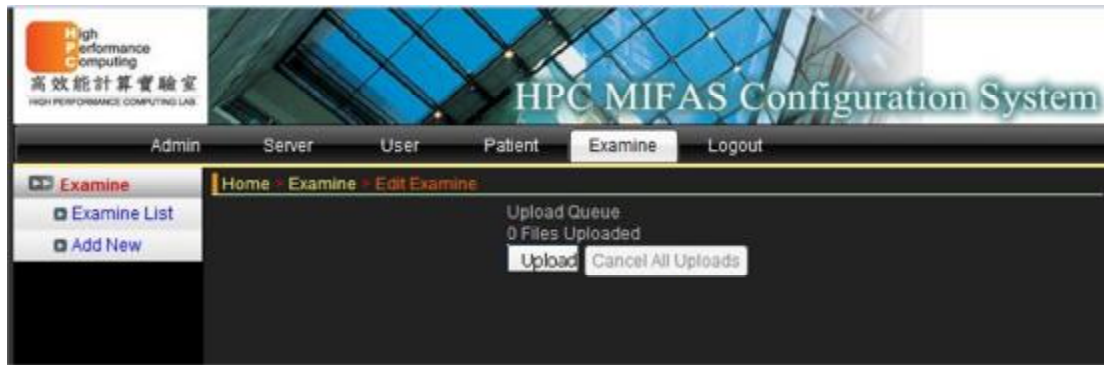 High
Performance
Computing
高效能計算實驗室
HIGH PERFORMANCE COMPUTING LAB.
HPC MIFAS Configuration System
Admin Server User Patient Examine Logout
Examine
Home > Examine > Edit Examine
Examine List
Add New
Upload Queue
0 Files Uploaded
Upload Cancel All Uploads